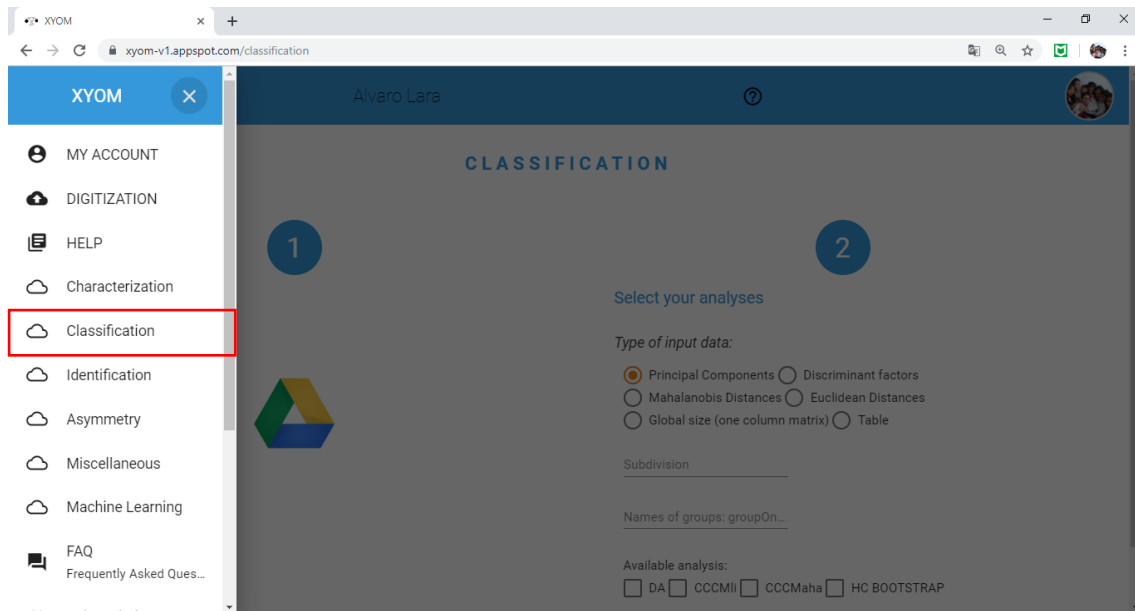 XYOM
xyom-v1.appspot.com/classification
XYOM
Alvaro Lara
MY ACCOUNT
DIGITIZATION
HELP
Characterization
Classification
Identification
Asymmetry
Miscellaneous
Machine Learning
FAQ
Frequently Asked Ques...
CLASSIFICATION
1
2
Select your analyses
Type of input data:
Principal Components Discriminant factors
Mahalanobis Distances Euclidean Distances
Global size (one column matrix) Table
Subdivision
Names of groups: groupOn...
Available analysis:
DA CCCMli CCCMaha HC BOOTSTRAP